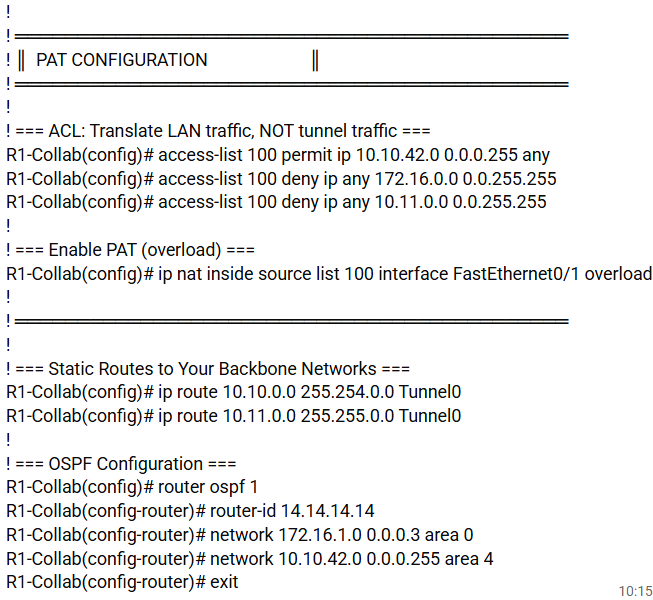 !
! ══════════════════════════════════════════
! ║ PAT CONFIGURATION ║
! ══════════════════════════════════════════
!
! === ACL: Translate LAN traffic, NOT tunnel traffic ===
R1-Collab(config)# access-list 100 permit ip 10.10.42.0 0.0.0.255 any
R1-Collab(config)# access-list 100 deny ip any 172.16.0.0 0.0.255.255
R1-Collab(config)# access-list 100 deny ip any 10.11.0.0 0.0.255.255
!
! === Enable PAT (overload) ===
R1-Collab(config)# ip nat inside source list 100 interface FastEthernet0/1 overload
!
! ══════════════════════════════════════════
!
! === Static Routes to Your Backbone Networks ===
R1-Collab(config)# ip route 10.10.0.0 255.254.0.0 Tunnel0
R1-Collab(config)# ip route 10.11.0.0 255.255.0.0 Tunnel0
!
! === OSPF Configuration ===
R1-Collab(config)# router ospf 1
R1-Collab(config-router)# router-id 14.14.14.14
R1-Collab(config-router)# network 172.16.1.0 0.0.0.3 area 0
R1-Collab(config-router)# network 10.10.42.0 0.0.0.255 area 4
R1-Collab(config-router)# exit
10:15